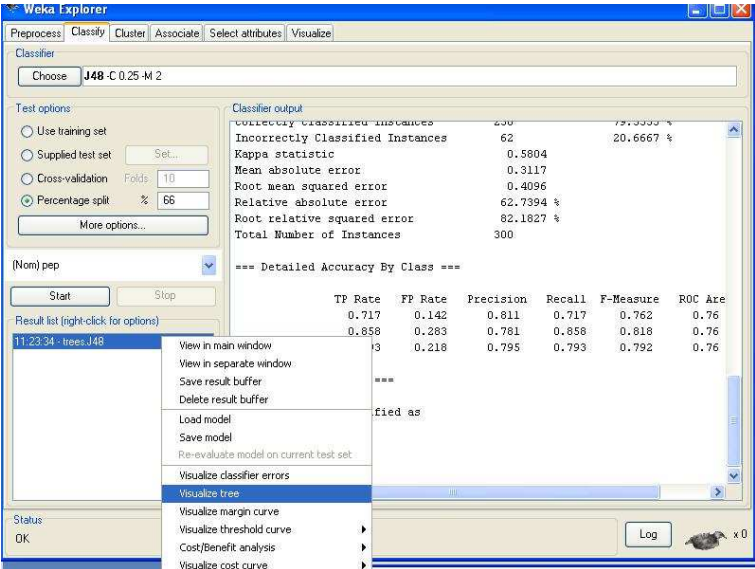 Weka Explorer
Preprocess Classify Cluster Associate Select attributes Visualize
Classifier
Choose J48 -C 0.25 -M 2
Test options
Use training set
Supplied test set Set...
Cross-validation Folds 10
Percentage split % 66
More options...
(Nom) pep
Start Stop
Result list (right-click for options)
11:23:34 - trees.J48
Classifier output
Correctly Classified Instances
Incorrectly Classified Instances 62 20.6667 %
Kappa statistic 0.5804
Mean absolute error 0.3117
Root mean squared error 0.4096
Relative absolute error 62.7394 %
Root relative squared error 82.1827 %
Total Number of Instances 300
=== Detailed Accuracy By Class ===
TP Rate FP Rate Precision Recall F-Measure ROC Are
0.717 0.142 0.811 0.717 0.762 0.76
0.858 0.283 0.781 0.858 0.818 0.76
3 0.218 0.795 0.793 0.792 0.76
===
fied as
View in main window
View in separate window
Save result buffer
Delete result buffer
Load model
Save model
Re-evaluate model on current test set
Visualize classifier errors
Visualize tree
Visualize margin curve
Visualize threshold curve
Cost/Benefit analysis
Visualize cost curve
Status
OK
Log
x 0